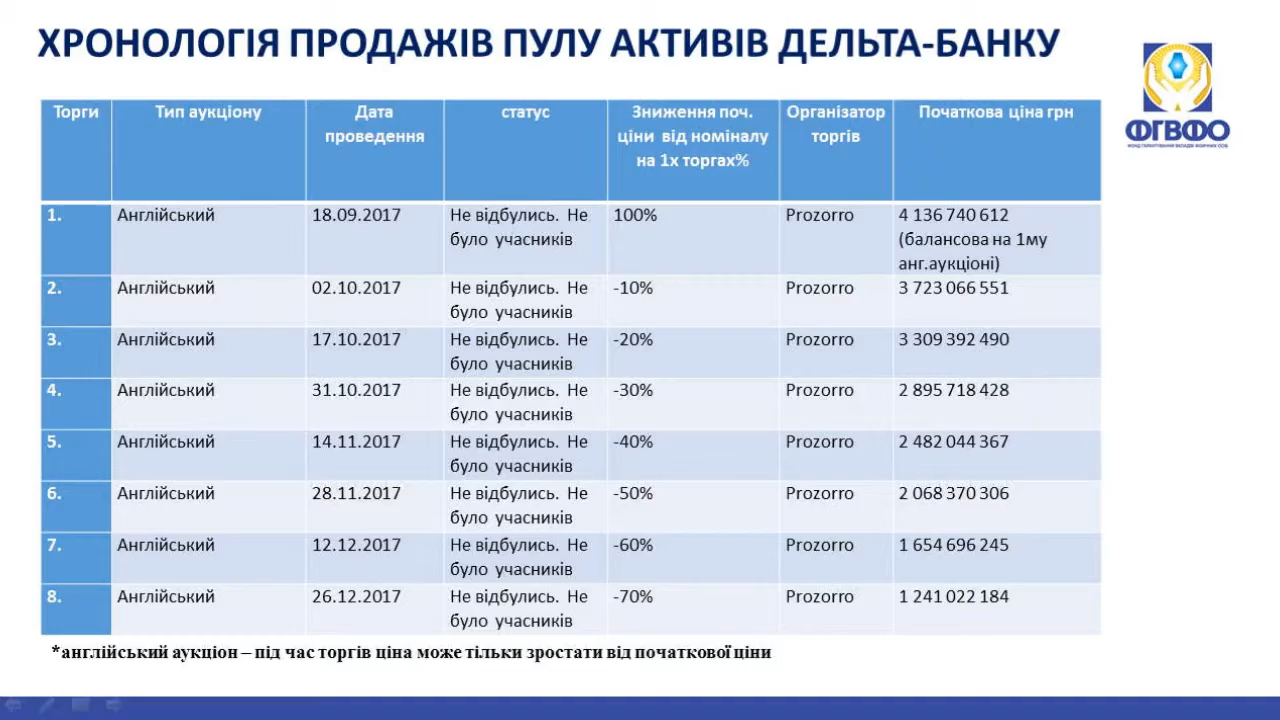 ХРОНОЛОГІЯ ПРОДАЖІВ ПУЛУ АКТИВІВ ДЕЛЬТА-БАНКУ
ФГВФО
ФОНД ГАРАНТУВАННЯ ВКЛАДІВ ФІЗИЧНИХ ОСІБ
Торги Тип аукціону Дата статус Зниження поч. Організатор Початкова ціна грн
проведення ціни від номіналу торгів
на 1х торгах%
1. Англійський 18.09.2017 Не відбулись. Не 100% Prozorro 4 136 740 612
було учасників (балансова на 1му
анг.аукціоні)
2. Англійський 02.10.2017 Не відбулись. Не -10% Prozorro 3 723 066 551
було учасників
3. Англійський 17.10.2017 Не відбулись. Не -20% Prozorro 3 309 392 490
було учасників
4. Англійський 31.10.2017 Не відбулись. Не -30% Prozorro 2 895 718 428
було учасників
5. Англійський 14.11.2017 Не відбулись. Не -40% Prozorro 2 482 044 367
було учасників
6. Англійський 28.11.2017 Не відбулись. Не -50% Prozorro 2 068 370 306
було учасників
7. Англійський 12.12.2017 Не відбулись. Не -60% Prozorro 1 654 696 245
було учасників
8. Англійський 26.12.2017 Не відбулись. Не -70% Prozorro 1 241 022 184
було учасників
*англійський аукціон – під час торгів ціна може тільки зростати від початкової ціни